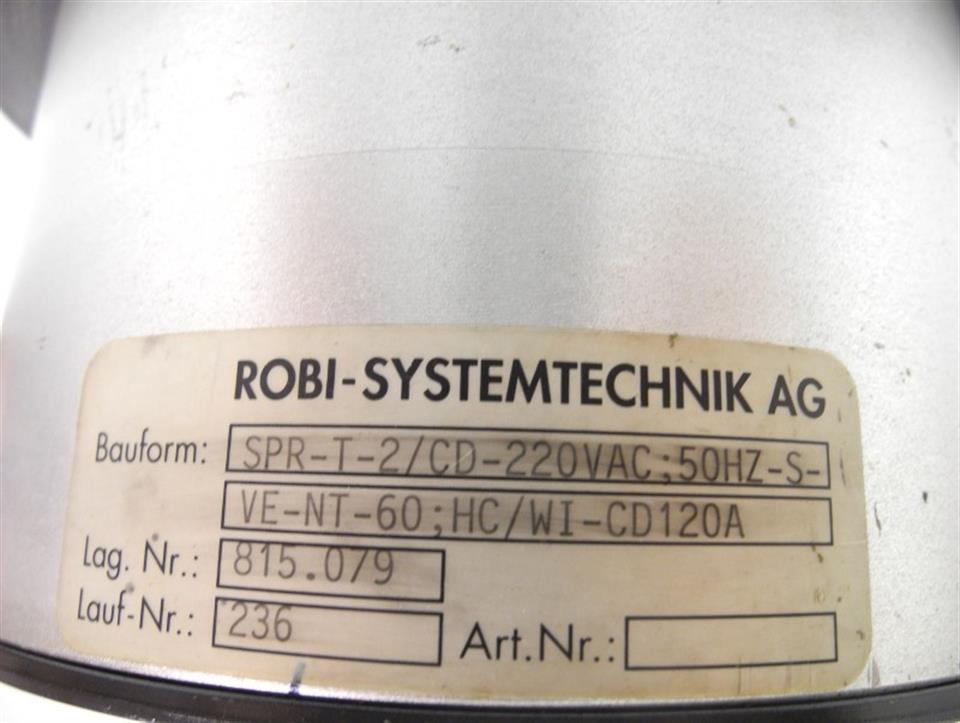 ROBI-SYSTEMTECHNIK AG
Bauform: SPR-T-2/CD-220VAC;50HZ-S-
VE-NT-60;HC/WI-CD120A
Lag. Nr.: 815.079
Lauf-Nr.: 236
Art.Nr.: